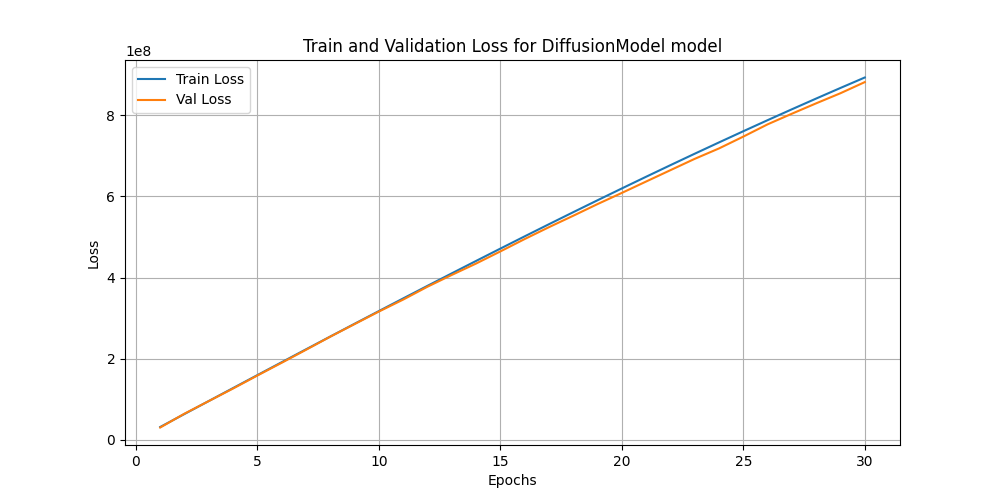 Train and Validation Loss for DiffusionModel model
1e8
Train Loss
Val Loss
8
6
4
2
0
Loss
0 5 10 15 20 25 30
Epochs